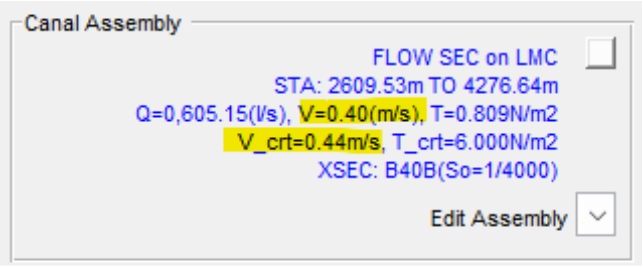 Canal Assembly
FLOW SEC on LMC
STA: 2609.53m TO 4276.64m
Q=0,605.15(l/s), V=0.40(m/s), T=0.809N/m2
V_crt=0.44m/s, T_crt=6.000N/m2
XSEC: B40B(So=1/4000)
Edit Assembly